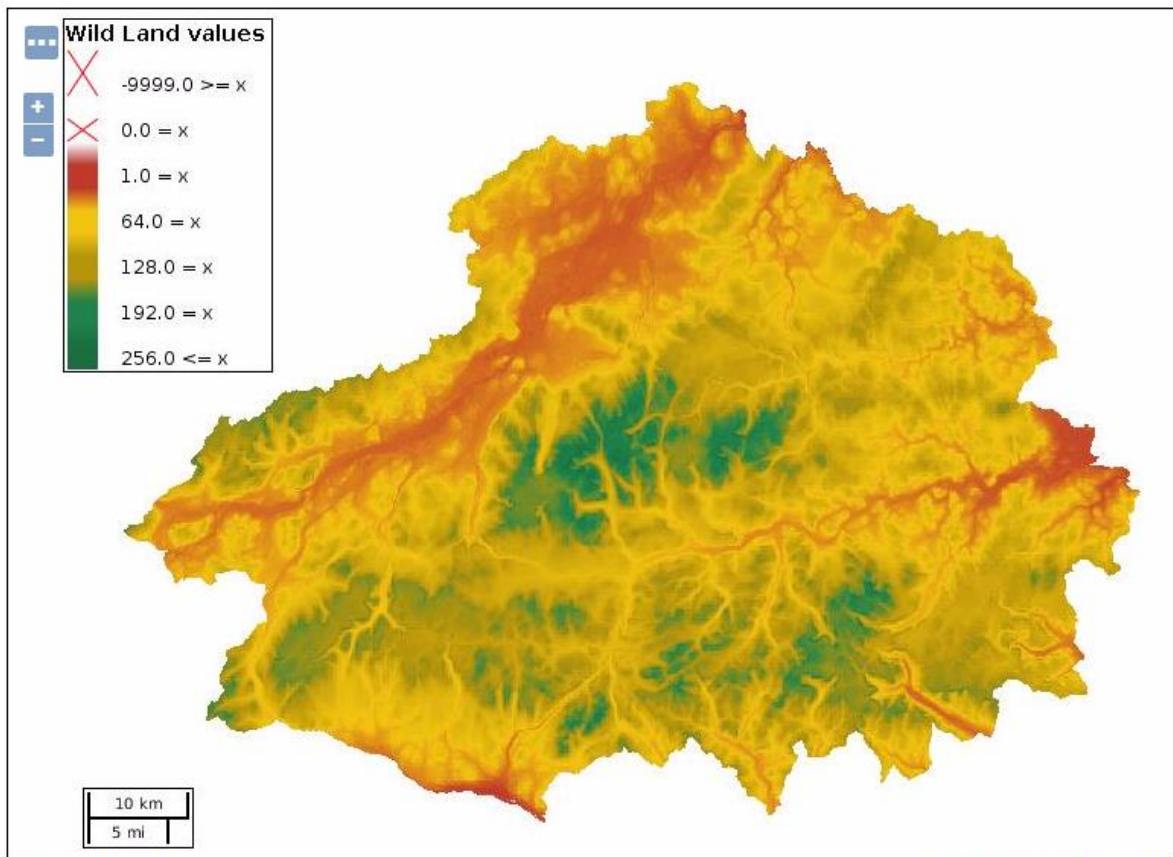 Wild Land values
-9999.0 >= x
0.0 = x
1.0 = x
64.0 = x
128.0 = x
192.0 = x
256.0 <= x
+
−
10 km
5 mi